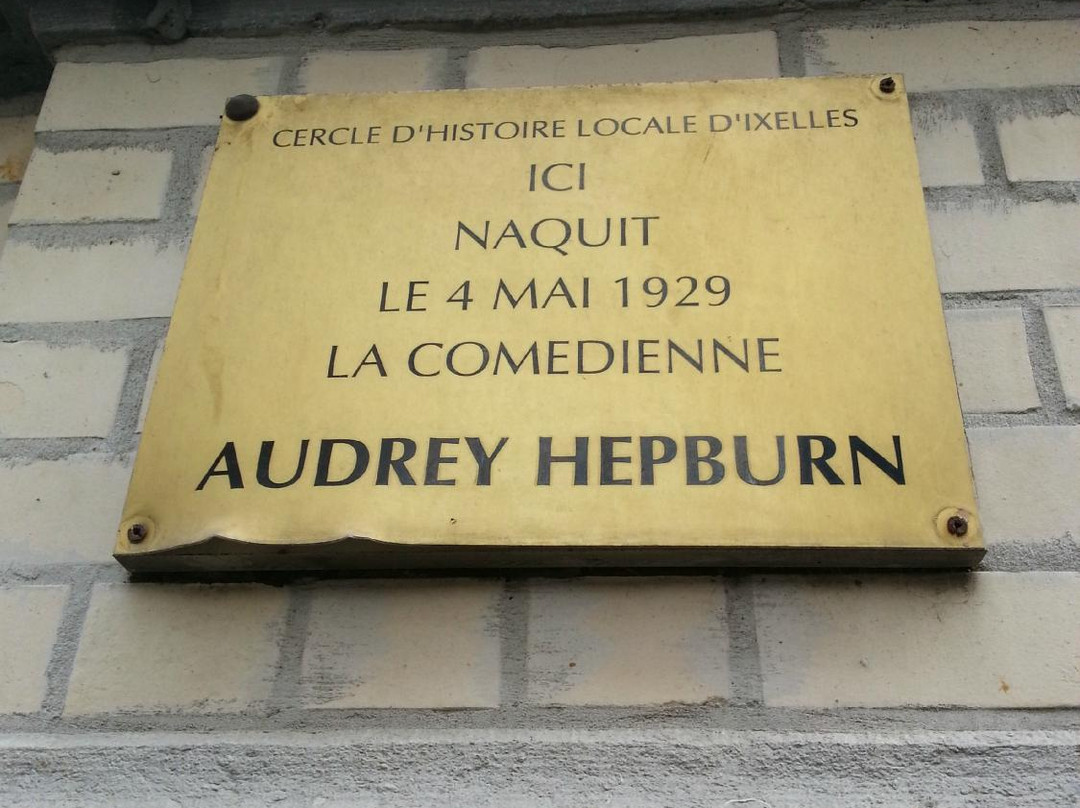 CERCLE D'HISTOIRE LOCALE D'IXELLES
ICI
NAQUIT
LE 4 MAI 1929
LA COMEDIENNE
AUDREY HEPBURN